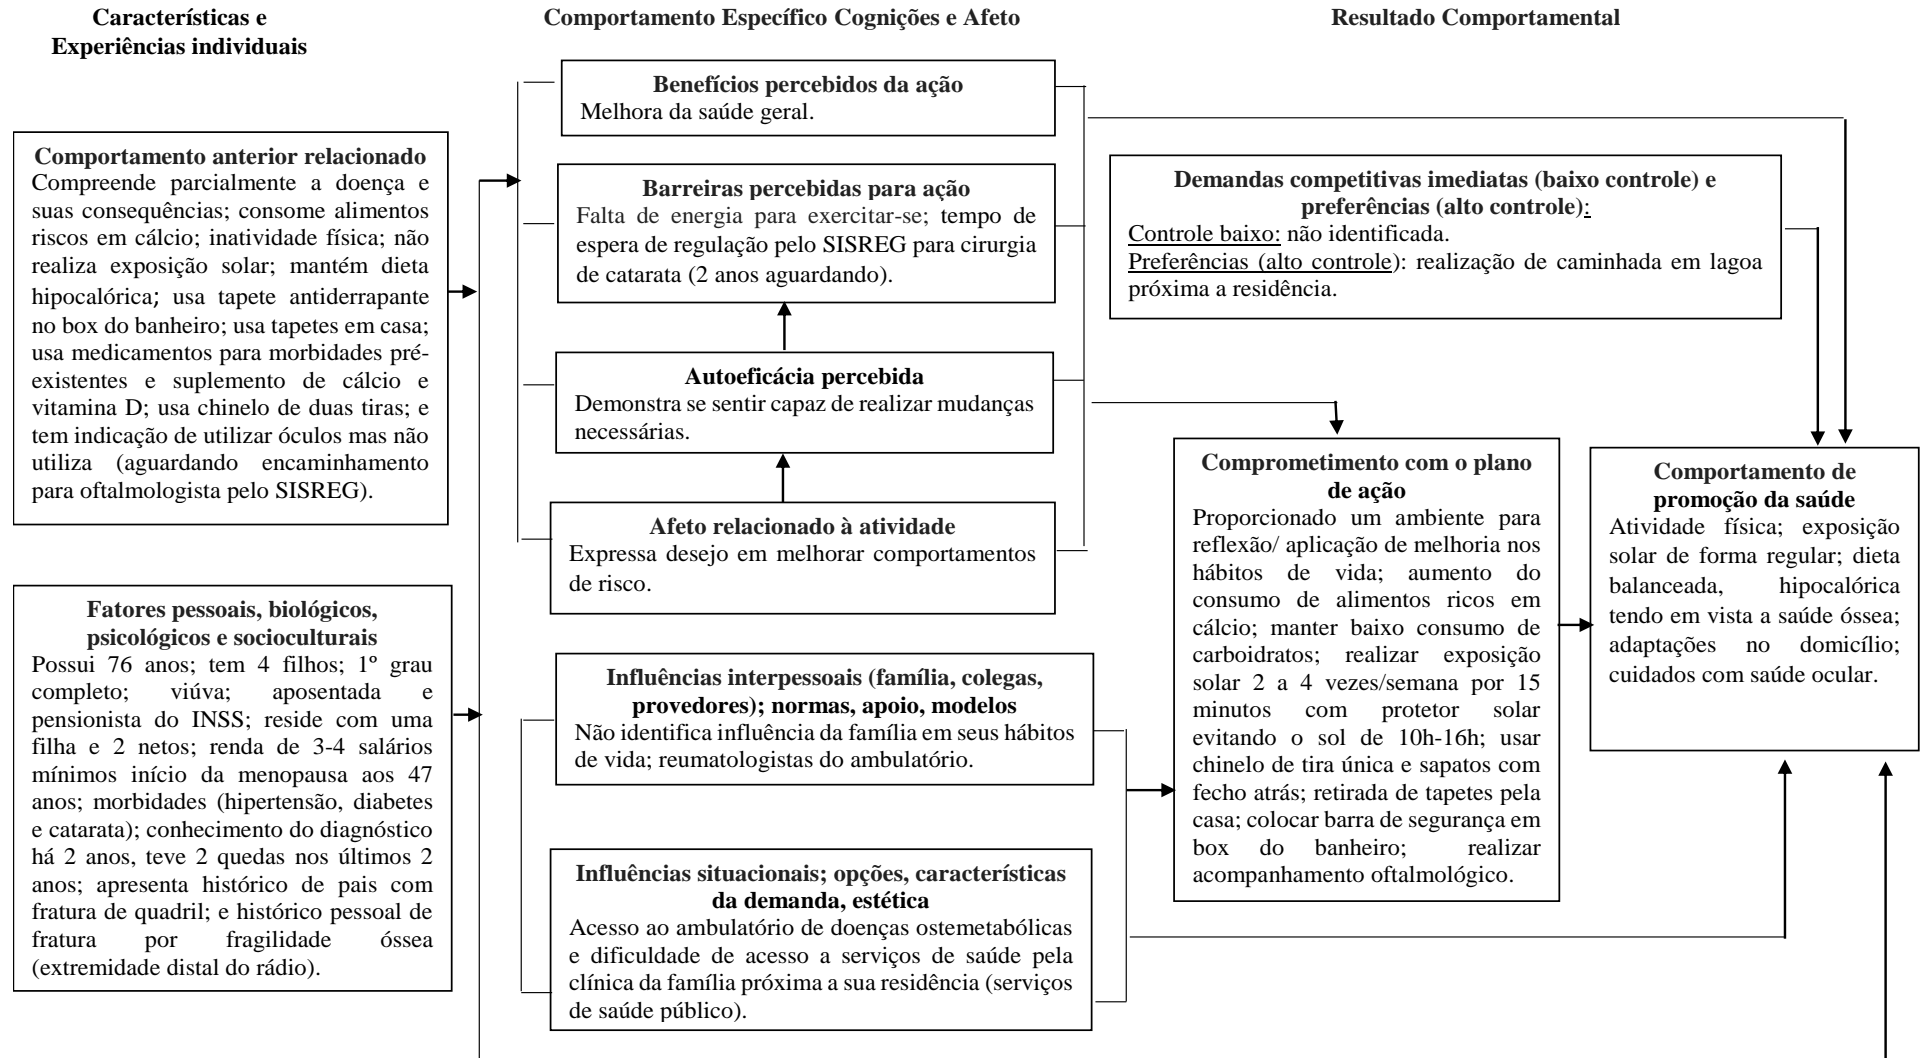 Características e
Experiências individuais
Comportamento anterior relacionado
Compreende parcialmente a doença e
suas consequências; consome alimentos
riscos em cálcio; inatividade física; não
realiza exposição solar; mantém dieta
hipocalórica; usa tapete antiderrapante
no box do banheiro; usa tapetes em casa;
usa medicamentos para morbidades pré-
existentes e suplemento de cálcio e
vitamina D; usa chinelo de duas tiras; e
tem indicação de utilizar óculos mas não
utiliza (aguardando encaminhamento
para oftalmologista pelo SISREG).
Fatores pessoais, biológicos,
psicológicos e socioculturais
Possui 76 anos; tem 4 filhos; 1º grau
completo; viúva; aposentada e
pensionista do INSS; reside com uma
filha e 2 netos; renda de 3-4 salários
mínimos início da menopausa aos 47
anos; morbidades (hipertensão, diabetes
e catarata); conhecimento do diagnóstico
há 2 anos, teve 2 quedas nos últimos 2
anos; apresenta histórico de pais com
fratura de quadril; e histórico pessoal de
fratura por fragilidade óssea
(extremidade distal do rádio).
Comportamento Específico Cognições e Afeto
Benefícios percebidos da ação
Melhora da saúde geral.
Barreiras percebidas para ação
Falta de energia para exercitar-se; tempo de
espera de regulação pelo SISREG para cirurgia
de catarata (2 anos aguardando).
Autoeficácia percebida
Demonstra se sentir capaz de realizar mudanças
necessárias.
Afeto relacionado à atividade
Expressa desejo em melhorar comportamentos
de risco.
Influências interpessoais (família, colegas,
provedores); normas, apoio, modelos
Não identifica influência da família em seus hábitos
de vida; reumatologistas do ambulatório.
Influências situacionais; opções, características
da demanda, estética
Acesso ao ambulatório de doenças ostemetabólicas
e dificuldade de acesso a serviços de saúde pela
clínica da família próxima a sua residência (serviços
de saúde público).
Resultado Comportamental
Demandas competitivas imediatas (baixo controle) e
preferências (alto controle):
Controle baixo: não identificada.
Preferências (alto controle): realização de caminhada em lagoa
próxima a residência.
Comprometimento com o plano
de ação
Proporcionado um ambiente para
reflexão/ aplicação de melhoria nos
hábitos de vida; aumento do
consumo de alimentos ricos em
cálcio; manter baixo consumo de
carboidratos; realizar exposição
solar 2 a 4 vezes/semana por 15
minutos com protetor solar
evitando o sol de 10h-16h; usar
chinelo de tira única e sapatos com
fecho atrás; retirada de tapetes pela
casa; colocar barra de segurança em
box do banheiro; realizar
acompanhamento oftalmológico.
Comportamento de
promoção da saúde
Atividade física; exposição
solar de forma regular; dieta
balanceada, hipocalórica
tendo em vista a saúde óssea;
adaptações no domicílio;
cuidados com saúde ocular.